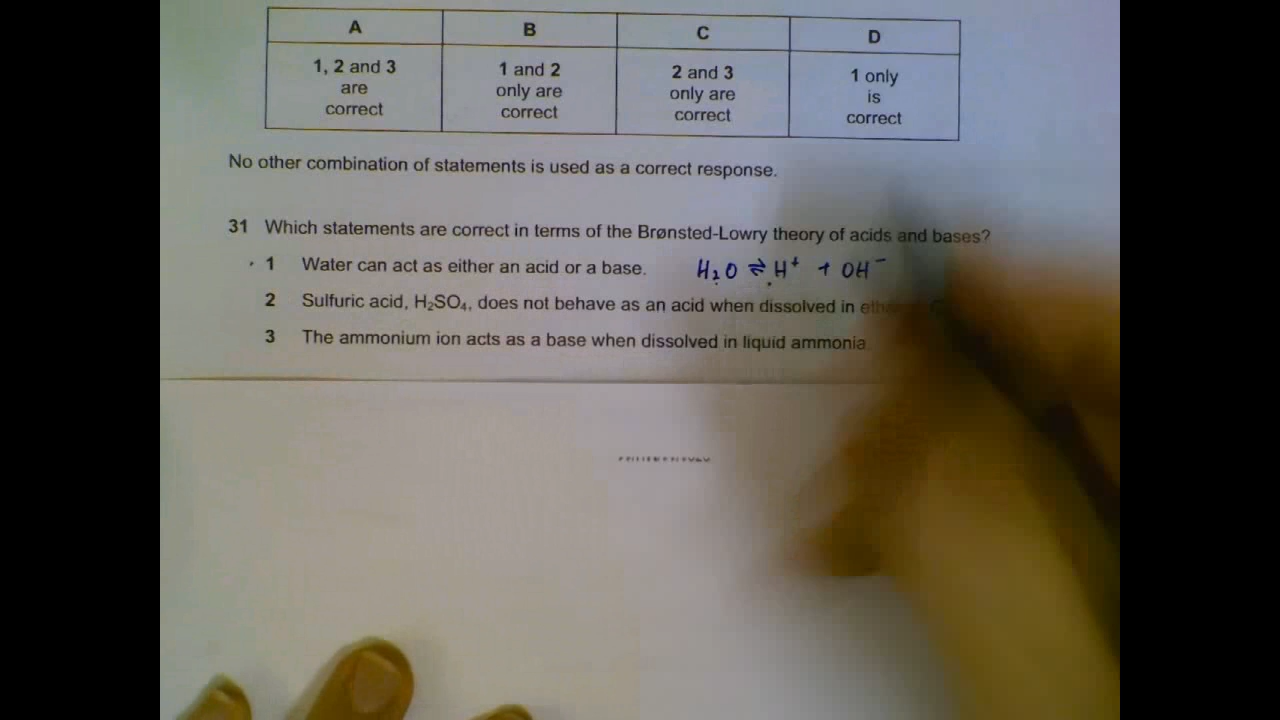 A B C D
1, 2 and 3 are correct
1 and 2 only are correct
2 and 3 only are correct
1 only is correct
No other combination of statements is used as a correct response.
31 Which statements are correct in terms of the Brønsted-Lowry theory of acids and bases?
1 Water can act as either an acid or a base. H₂O ⇌ H⁺ + OH⁻
2 Sulfuric acid, H₂SO₄, does not behave as an acid when dissolved in
3 The ammonium ion acts as a base when dissolved in liquid ammonia